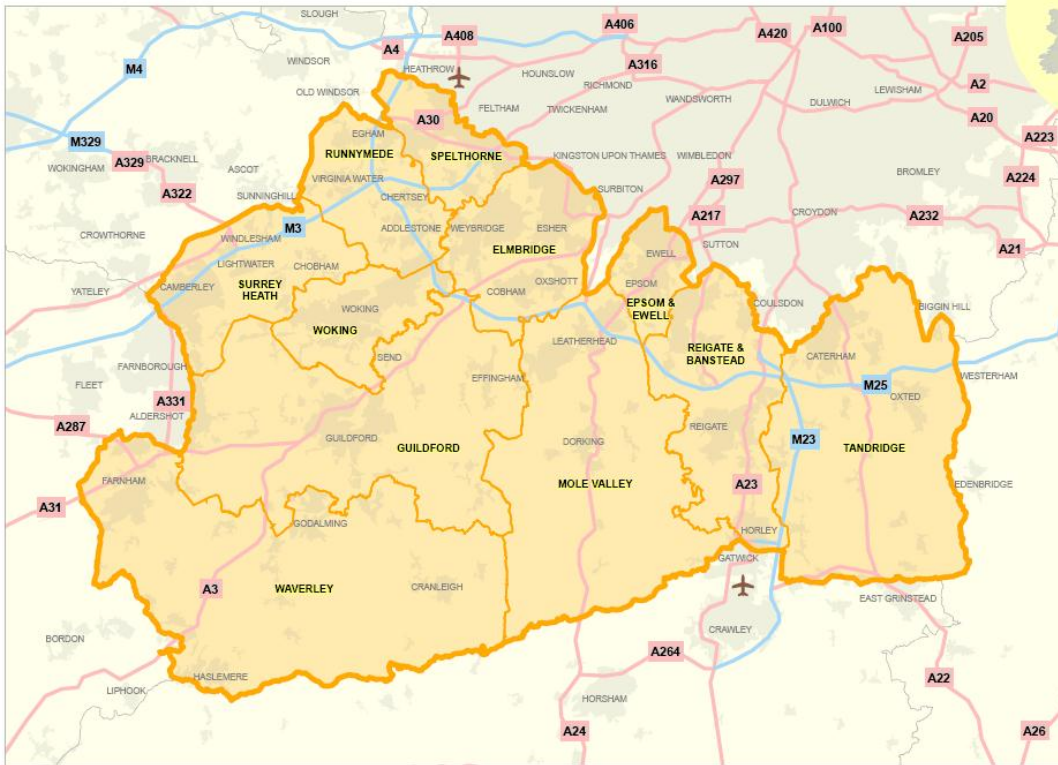 SLOUGH
A408
A406
A420
A100
A205
A4
M4
WINDSOR
HEATHROW
HOUNSLOW
A316
RICHMOND
A2
OLD WINDSOR
FELTHAM
TWICKENHAM
WANDSWORTH
DULWICH
LEWISHAM
A20
A30
M329
A329
BRACKNELL
WOKINGHAM
EGHAM
RUNNYMEDE
SPELTHORNE
KINGSTON UPON THAMES
WIMBLEDON
A223
ASCOT
VIRGINIA WATER
A297
BROMLEY
A224
A322
SUNNINGHILL
CHERTSEY
SURBITON
CROWTHORNE
M3
WINDLESHAM
ADDLESTONE
WEYBRIDGE
ESHER
A217
CROYDON
A232
SUTTON
A21
ELMBRIDGE
EWELL
LIGHTWATER
CHOBHAM
YATELEY
CAMBERLEY
SURREY
HEATH
COBHAM
OXSHOTT
EPSOM
EPSOM &
EWELL
COULSDON
BIGGIN HILL
WOKING
WOKING
LEATHERHEAD
REIGATE &
BANSTEAD
CATERHAM
SEND
FARNBOROUGH
FLEET
EFFINGHAM
M25
WESTERHAM
OXTED
A331
ALDERSHOT
A287
GUILDFORD
GUILDFORD
DORKING
REIGATE
M23
TANDRIDGE
FARNHAM
MOLE VALLEY
A23
EDENBRIDGE
A31
GODALMING
HORLEY
GATWICK
A3
WAVERLEY
CRANLEIGH
EAST GRINSTEAD
BORDON
CRAWLEY
A264
HASLEMERE
LIPHOOK
HORSHAM
A22
A24
A26